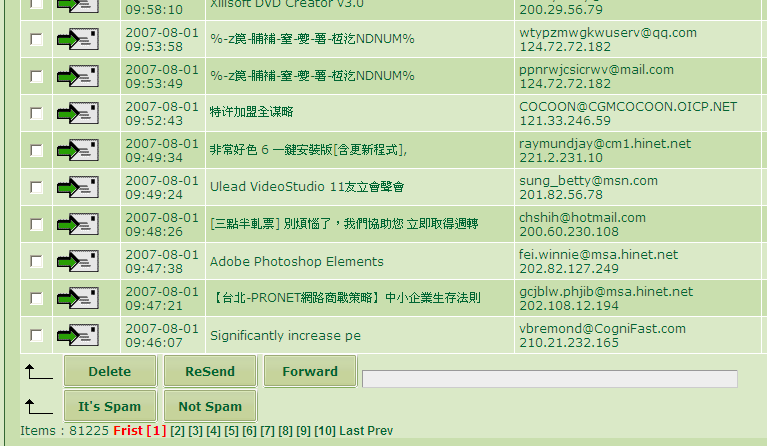 09:58:10 Xilisoft DVD Creator v3.0 200.29.56.79
2007-08-01 wtypzmwgkwuserv@qq.com
09:53:58 %-z篋-脯補-窒-夔-薯-枑汔NDNUM% 124.72.72.182
2007-08-01 ppnrwjcsicrwv@mail.com
09:53:49 %-z篋-脯補-窒-夔-薯-枑汔NDNUM% 124.72.72.182
2007-08-01 COCOON@CGMCOCOON.OICP.NET
09:52:43 特许加盟全谋略 121.33.246.59
2007-08-01 raymundjay@cm1.hinet.net
09:49:34 非常好色 6 一鍵安裝版[含更新程式], 221.2.231.10
2007-08-01 sung_betty@msn.com
09:49:24 Ulead VideoStudio 11友立會聲會 201.82.56.78
2007-08-01 chshih@hotmail.com
09:48:26 [三點半軋票] 別煩惱了，我們協助您 立即取得週轉 200.60.230.108
2007-08-01 fei.winnie@msa.hinet.net
09:47:38 Adobe Photoshop Elements 202.82.127.249
2007-08-01 gcjblw.phjib@msa.hinet.net
09:47:21 【台北-PRONET網路商戰策略】中小企業生存法則 202.108.12.194
2007-08-01 vbremond@CogniFast.com
09:46:07 Significantly increase pe 210.21.232.165
Delete ReSend Forward
It's Spam Not Spam
Items : 81225 Frist [1] [2] [3] [4] [5] [6] [7] [8] [9] [10] Last Prev